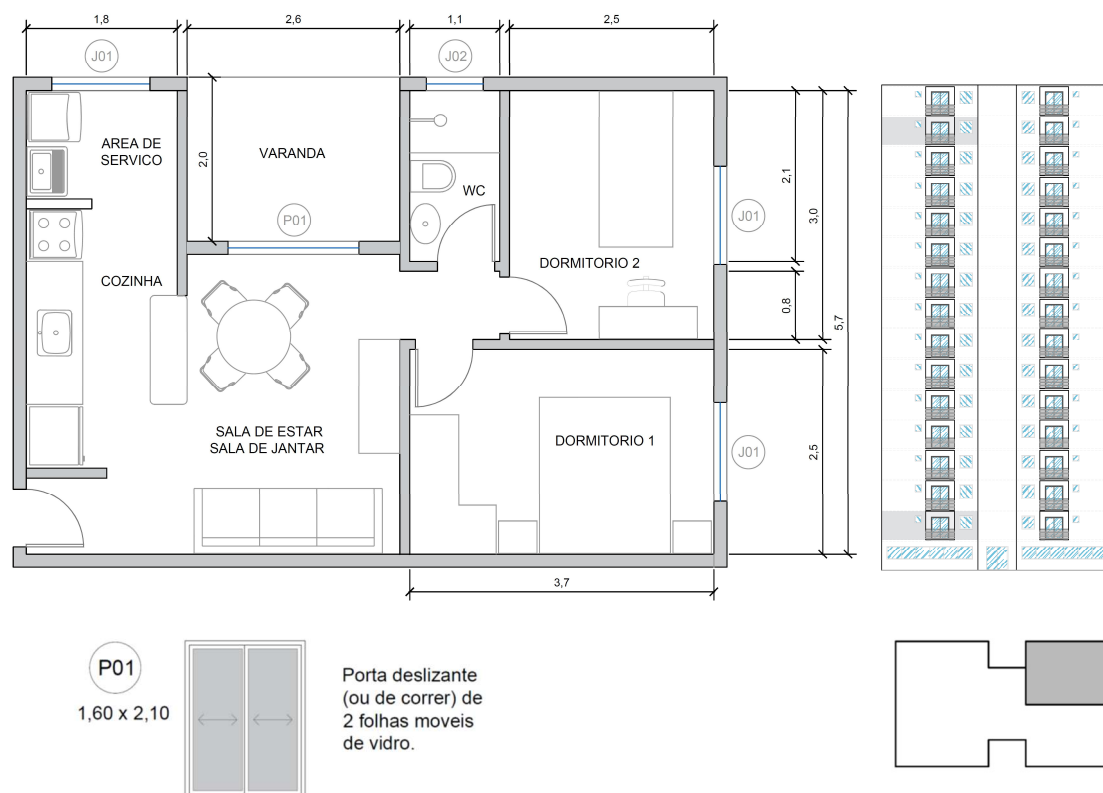 1,8
2,6
1,1
2,5
J01
J02
AREA DE
SERVICO
VARANDA
2,0
P01
WC
COZINHA
DORMITORIO 2
J01
2,1
3,0
0,8
5,7
SALA DE ESTAR
SALA DE JANTAR
DORMITORIO 1
J01
2,5
3,7
P01
1,60 x 2,10
Porta deslizante
(ou de correr) de
2 folhas moveis
de vidro.